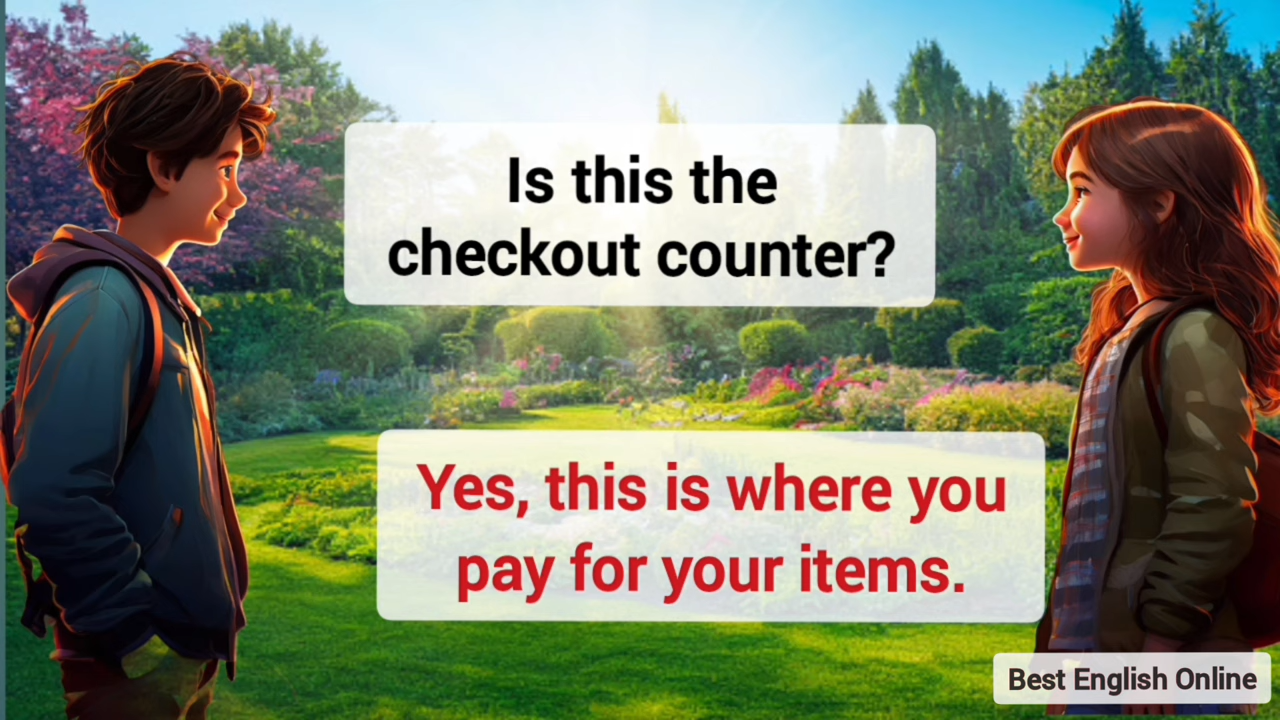 Is this the
checkout counter?
Yes, this is where you
pay for your items.
Best English Online